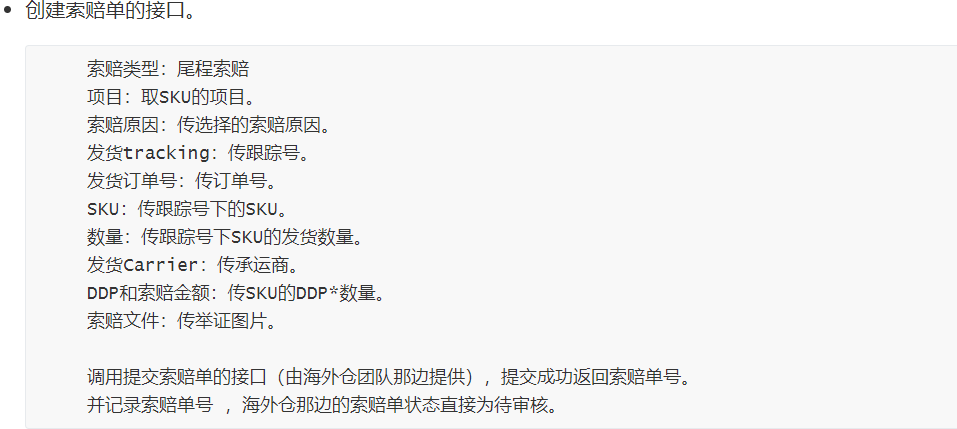 创建索赔单的接口。
索赔类型: 尾程索赔
项目: 取SKU的项目。
索赔原因: 传选择的索赔原因。
发货tracking: 传跟踪号。
发货订单号: 传订单号。
SKU: 传跟踪号下的SKU。
数量: 传跟踪号下SKU的发货数量。
发货Carrier: 传承运商。
DDP和索赔金额: 传SKU的DDP*数量。
索赔文件: 传举证图片。
调用提交索赔单的接口（由海外仓团队那边提供）, 提交成功返回索赔单号。
并记录索赔单号 , 海外仓那边的索赔单状态直接为待审核。